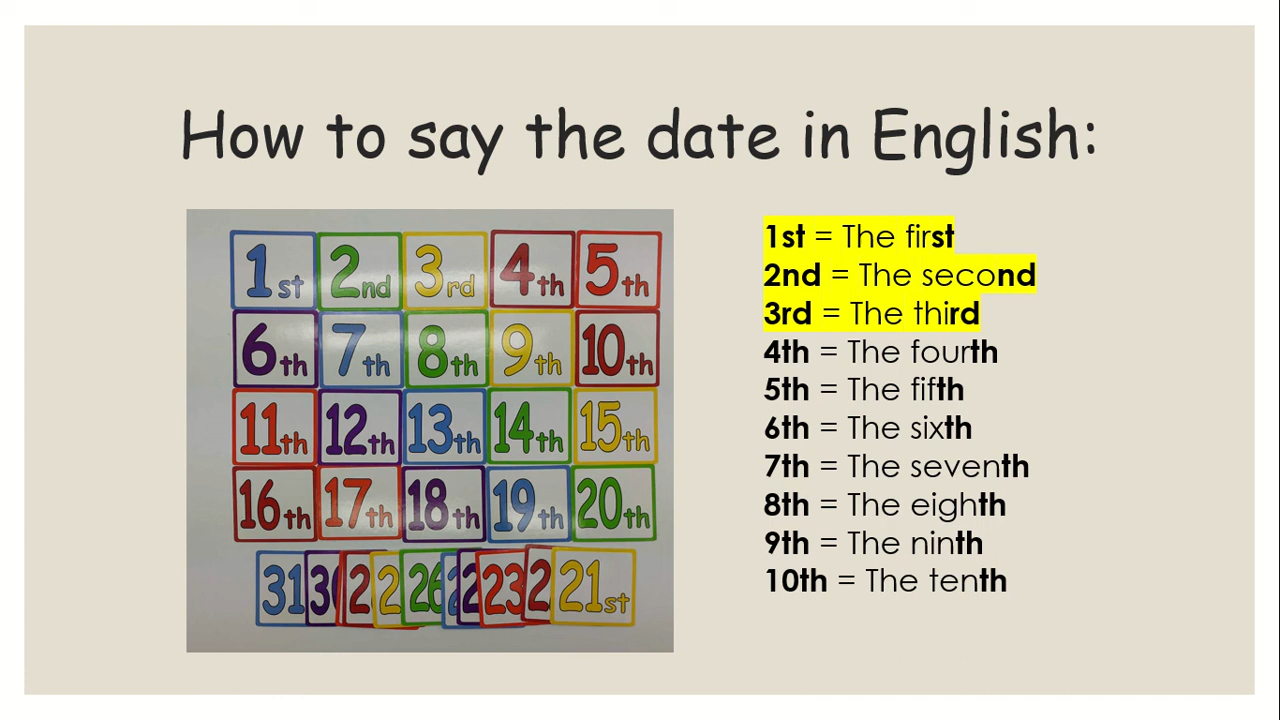 How to say the date in English:
1st 2nd 3rd 4th 5th
6th 7th 8th 9th 10th
11th 12th 13th 14th 15th
16th 17th 18th 19th 20th
31 26 23 21st
1st = The first
2nd = The second
3rd = The third
4th = The fourth
5th = The fifth
6th = The sixth
7th = The seventh
8th = The eighth
9th = The ninth
10th = The tenth